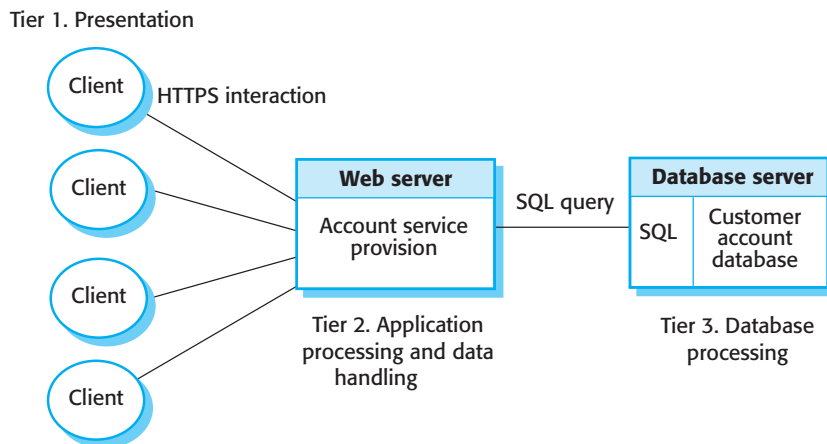 Tier 1. Presentation
Client
HTTPS interaction
Client
Client
Client
Web server
Account service
provision
Tier 2. Application
processing and data
handling
SQL query
Database server
SQL
Customer
account
database
Tier 3. Database
processing